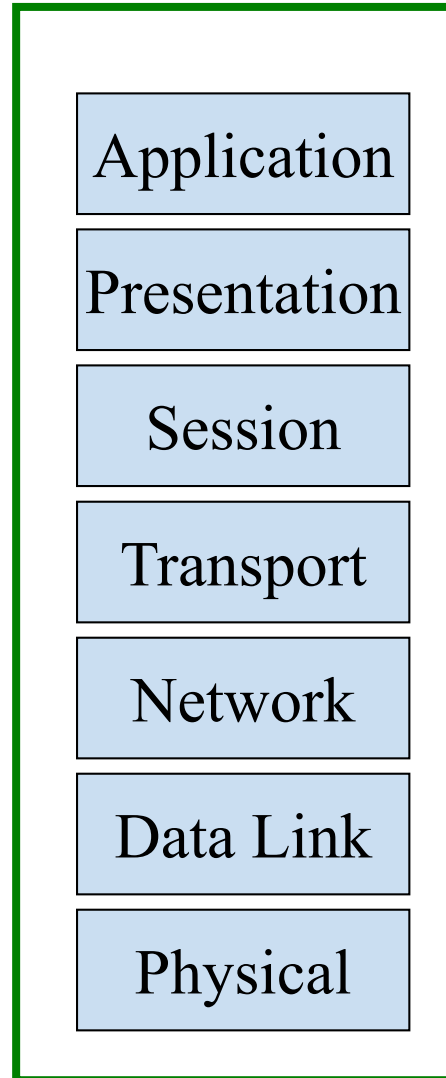 Application
Presentation
Session
Transport
Network
Data Link
Physical